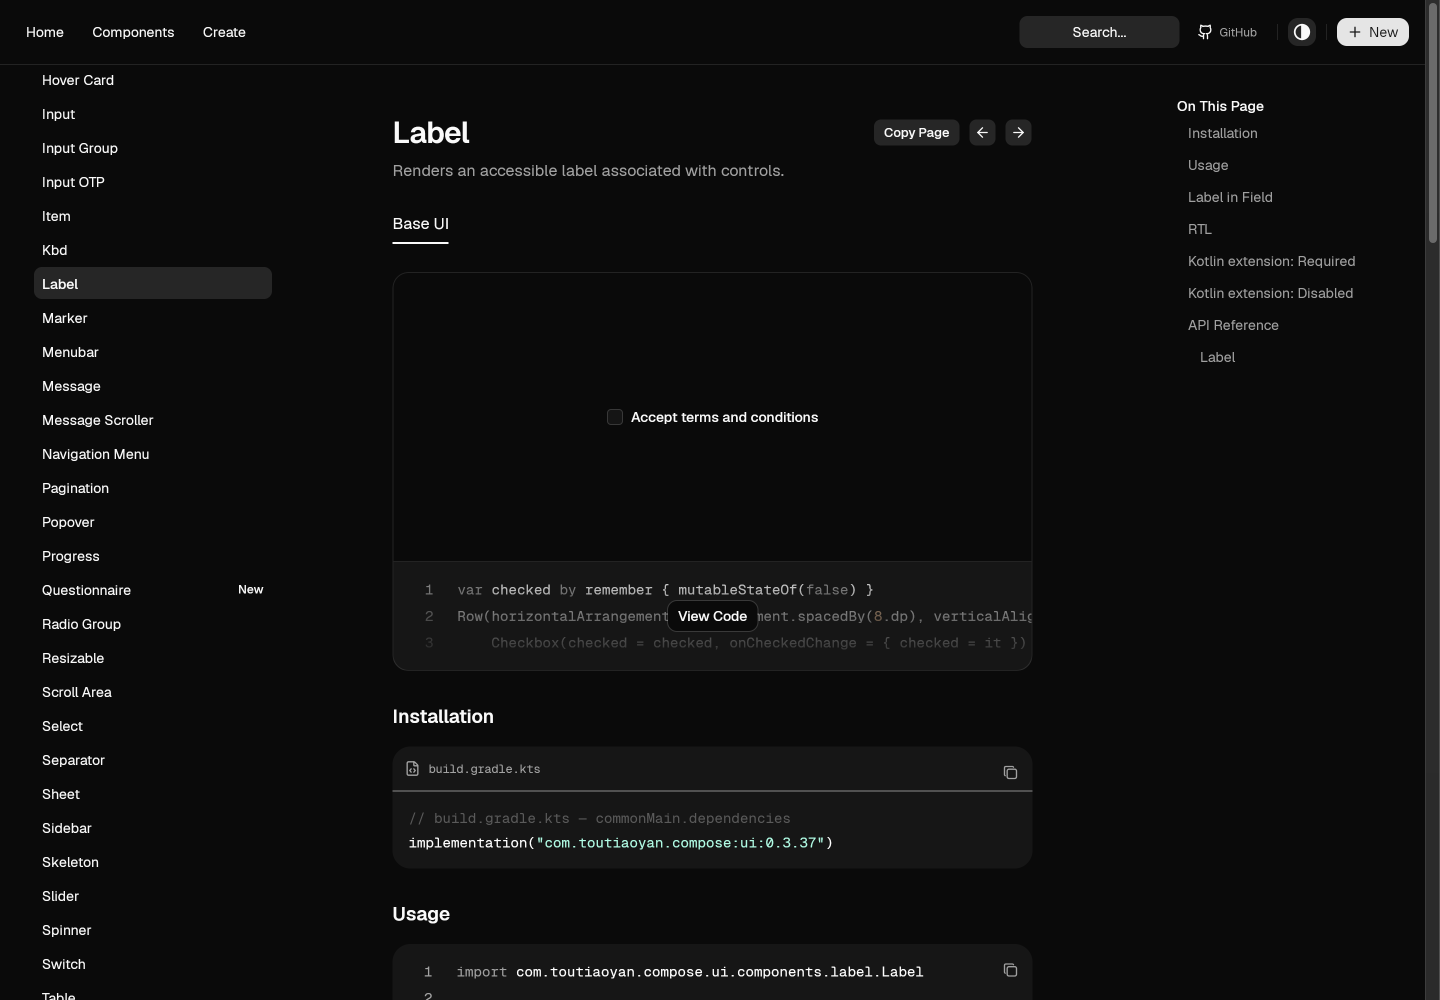 Home
Components
Create
Search...
GitHub
New
Hover Card
Input
Input Group
Input OTP
Item
Kbd
Label
Marker
Menubar
Message
Message Scroller
Navigation Menu
Pagination
Popover
Progress
Questionnaire New
Radio Group
Resizable
Scroll Area
Select
Separator
Sheet
Sidebar
Skeleton
Slider
Spinner
Switch
Table
Label
Copy Page
Renders an accessible label associated with controls.
Base UI
Accept terms and conditions
1 var checked by remember { mutableStateOf(false) }
2 Row(horizontalArrangement ment.spacedBy(8.dp), verticalAlig
View Code
3 Checkbox(checked = checked, onCheckedChange = { checked = it })
Installation
build.gradle.kts
// build.gradle.kts — commonMain.dependencies
implementation("com.toutiaoyan.compose:ui:0.3.37")
Usage
1 import com.toutiaoyan.compose.ui.components.label.Label
2
On This Page
Installation
Usage
Label in Field
RTL
Kotlin extension: Required
Kotlin extension: Disabled
API Reference
Label